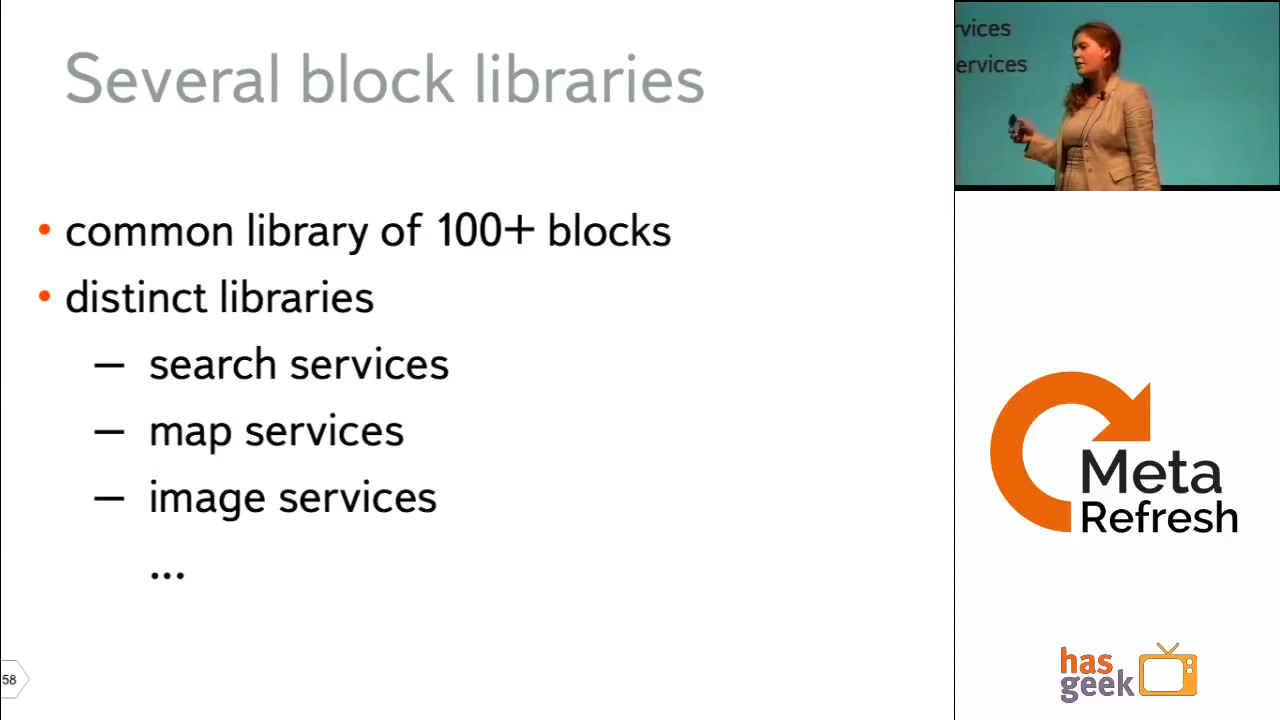 Several block libraries
• common library of 100+ blocks
• distinct libraries
– search services
– map services
– image services
...
58
rvices
ervices
Meta
Refresh
has
geek